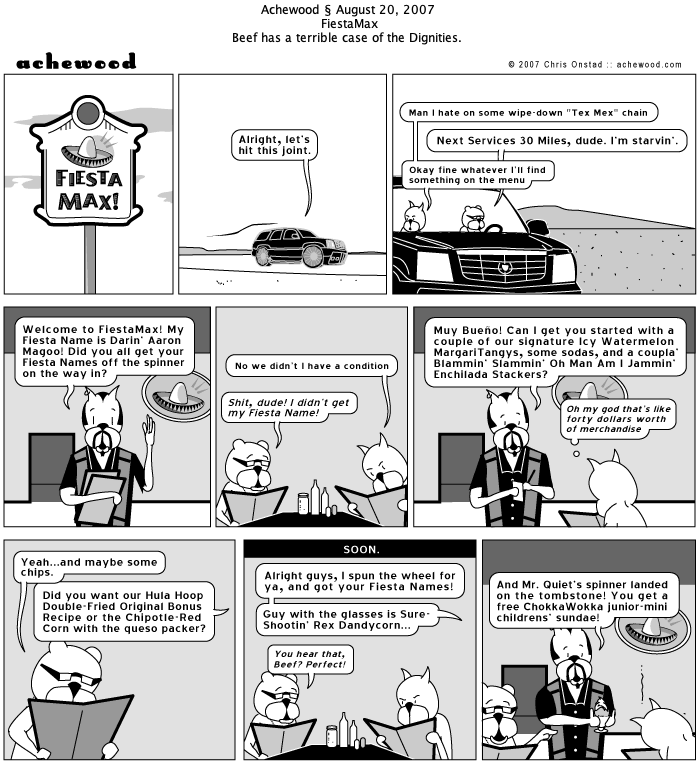 Achewood § August 20, 2007
FiestaMax
Beef has a terrible case of the Dignities.
achewood
© 2007 Chris Onstad :: achewood.com
FIESTA
MAX!
Alright, let's
hit this joint.
Man I hate on some wipe-down "Tex Mex" chain
Next Services 30 Miles, dude. I'm starvin'.
Okay fine whatever I'll find
something on the menu
Welcome to FiestaMax! My
Fiesta Name is Darin' Aaron
Magoo! Did you all get your
Fiesta Names off the spinner
on the way in?
No we didn't I have a condition
Shit, dude! I didn't get
my Fiesta Name!
Muy Bueño! Can I get you started with a
couple of our signature Icy Watermelon
MargariTangys, some sodas, and a coupla'
Blammin' Slammin' Oh Man Am I Jammin'
Enchilada Stackers?
Oh my god that's like
forty dollars worth
of merchandise
Yeah...and maybe some
chips.
Did you want our Hula Hoop
Double-Fried Original Bonus
Recipe or the Chipotle-Red
Corn with the queso packer?
SOON.
Alright guys, I spun the wheel for
ya, and got your Fiesta Names!
Guy with the glasses is Sure-
Shootin' Rex Dandycorn...
You hear that,
Beef? Perfect!
And Mr. Quiet's spinner landed
on the tombstone! You get a
free ChokkaWokka junior-mini
childrens' sundae!